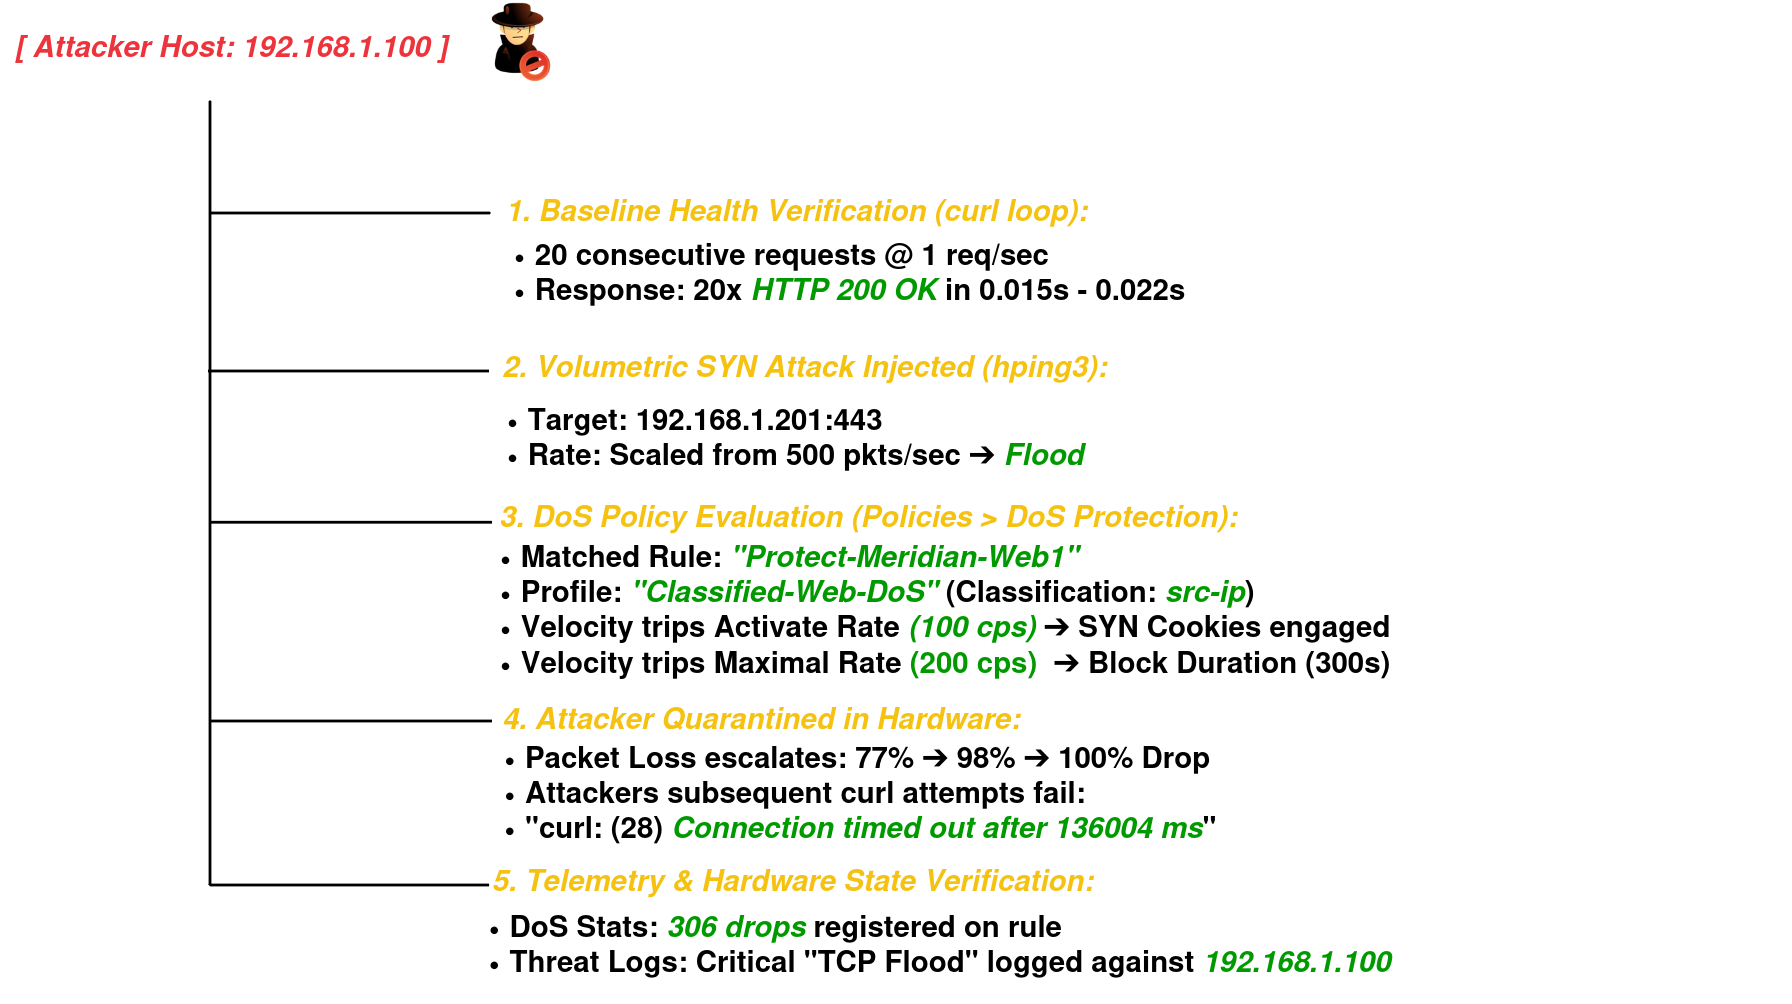 [ Attacker Host: 192.168.1.100 ]
1. Baseline Health Verification (curl loop):
• 20 consecutive requests @ 1 req/sec
• Response: 20x HTTP 200 OK in 0.015s - 0.022s
2. Volumetric SYN Attack Injected (hping3):
• Target: 192.168.1.201:443
• Rate: Scaled from 500 pkts/sec ➔ Flood
3. DoS Policy Evaluation (Policies > DoS Protection):
• Matched Rule: "Protect-Meridian-Web1"
• Profile: "Classified-Web-DoS" (Classification: src-ip)
• Velocity trips Activate Rate (100 cps) ➔ SYN Cookies engaged
• Velocity trips Maximal Rate (200 cps) ➔ Block Duration (300s)
4. Attacker Quarantined in Hardware:
• Packet Loss escalates: 77% ➔ 98% ➔ 100% Drop
• Attackers subsequent curl attempts fail:
• "curl: (28) Connection timed out after 136004 ms"
5. Telemetry & Hardware State Verification:
• DoS Stats: 306 drops registered on rule
• Threat Logs: Critical "TCP Flood" logged against 192.168.1.100